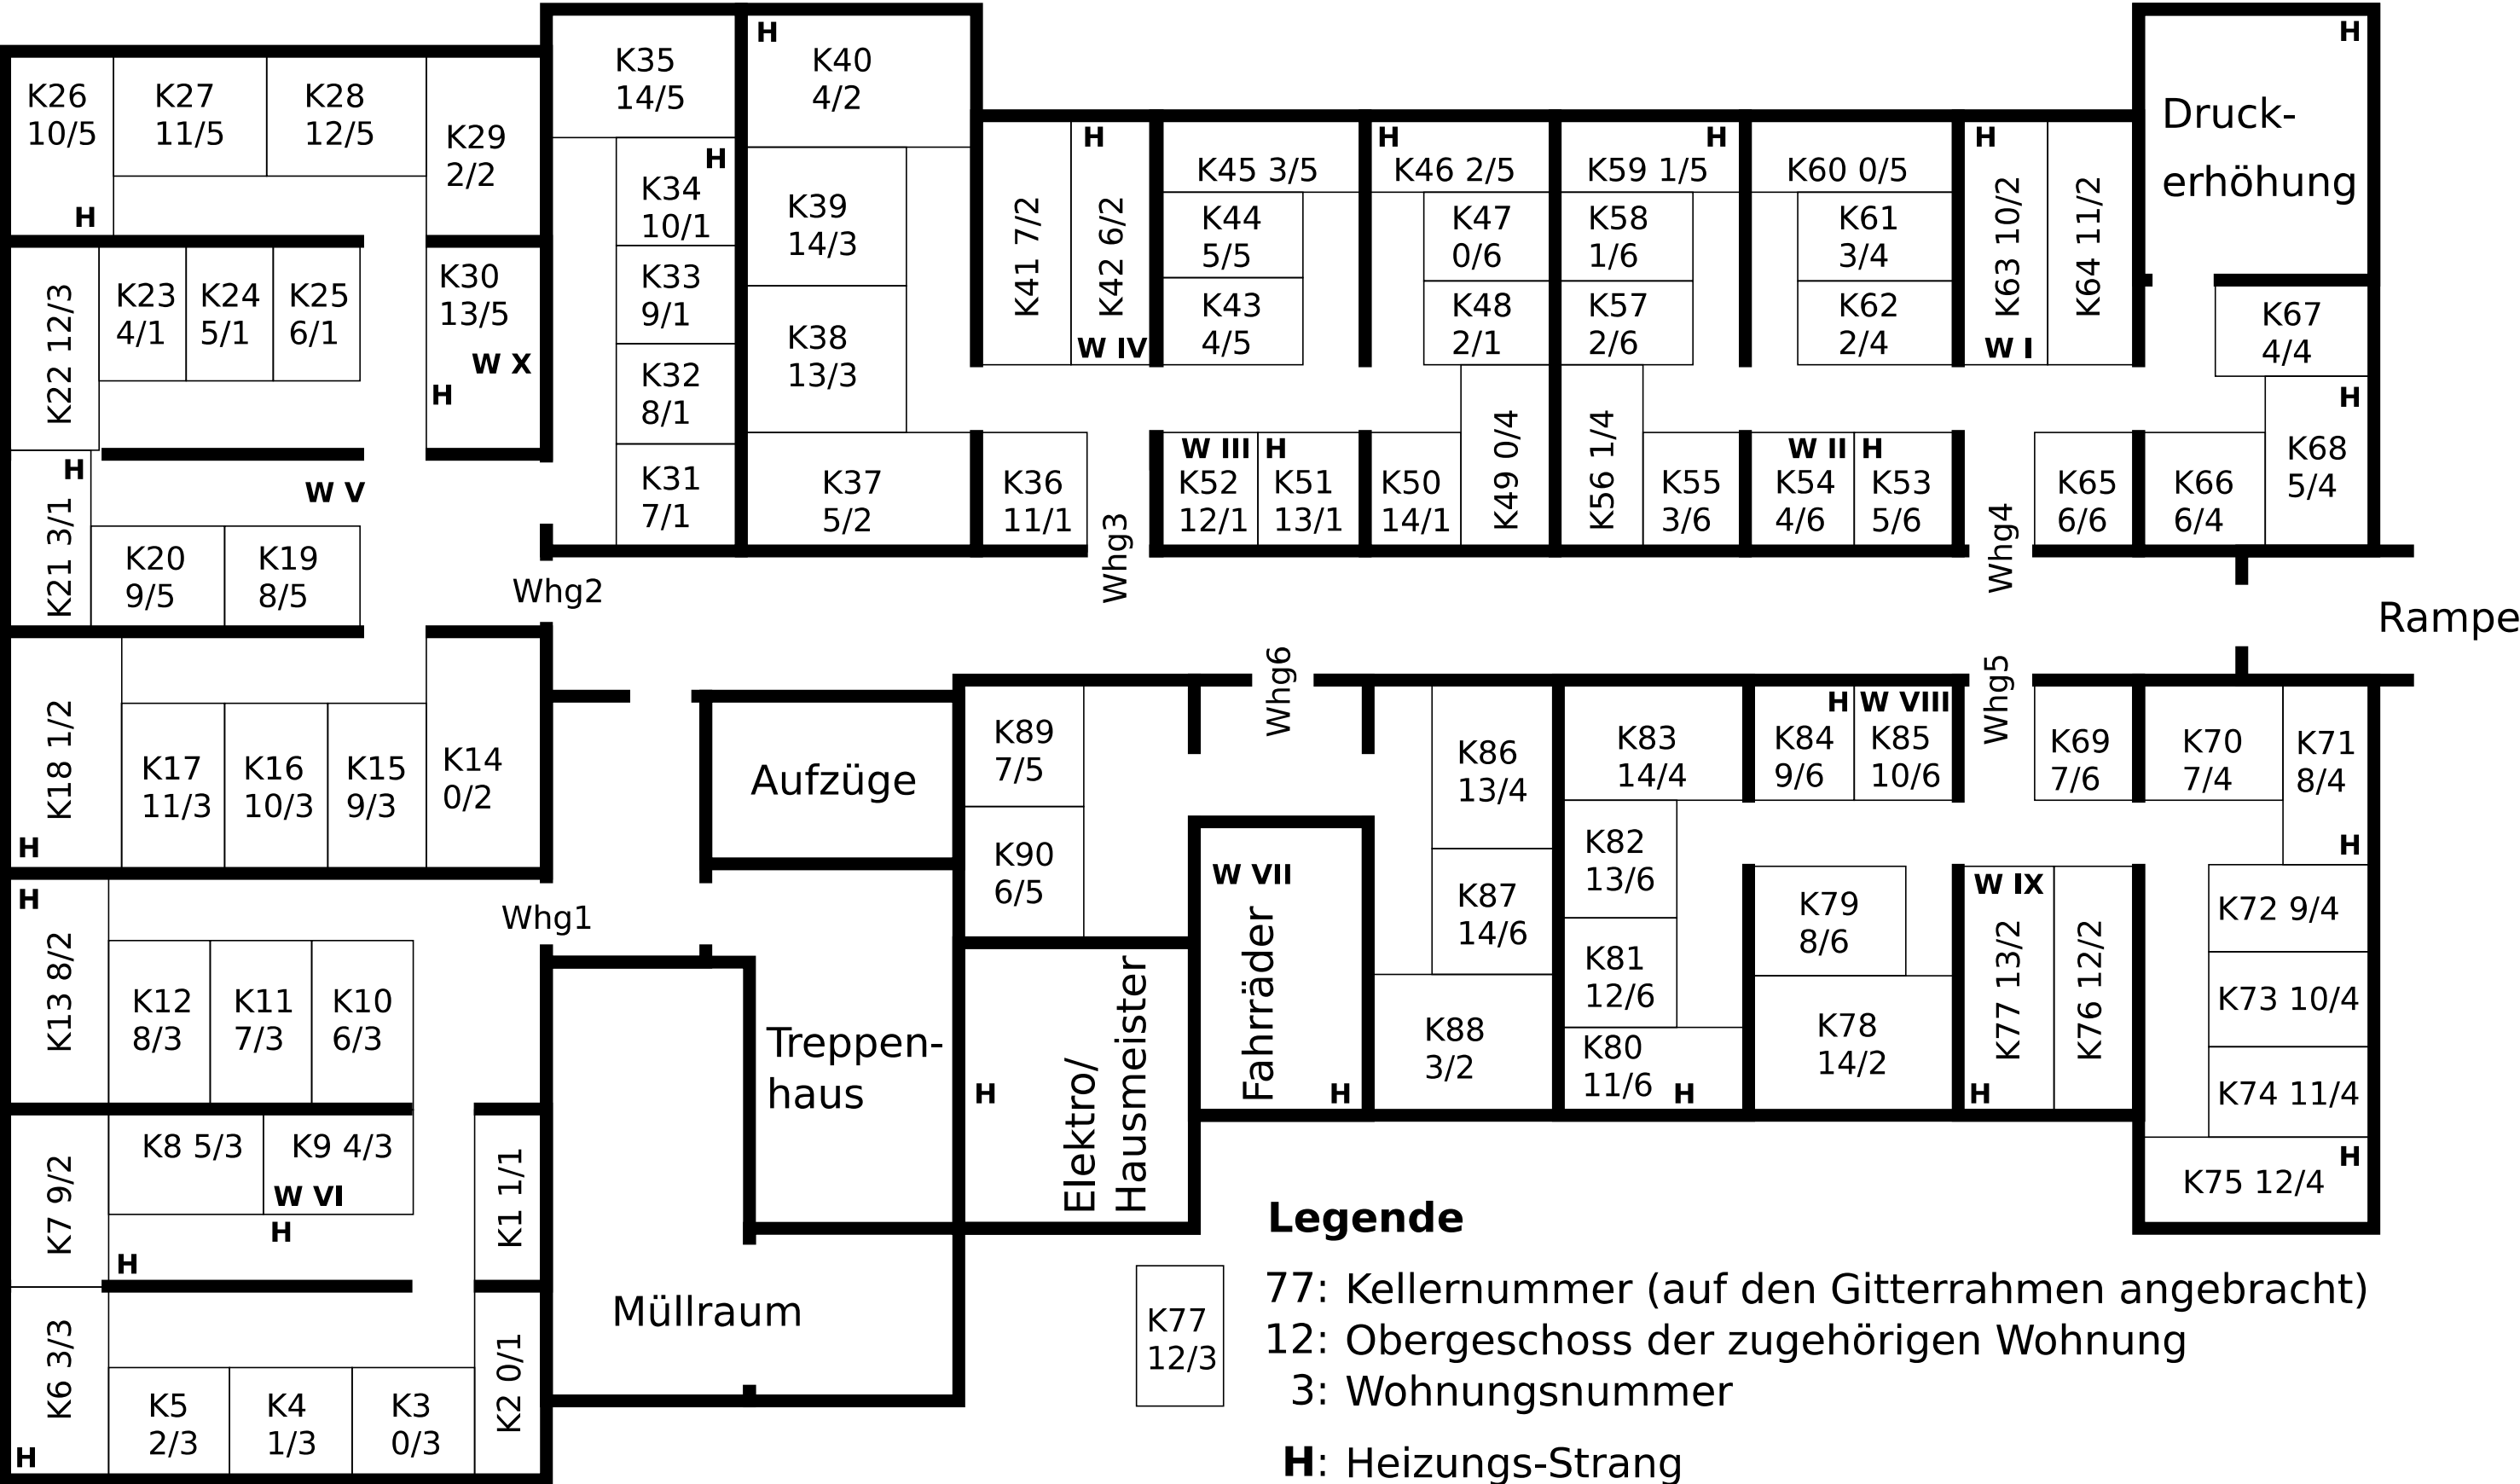 K26
10/5
H
K27
11/5
K28
12/5
K29
2/2
K35
14/5
H
K40
4/2
H
Druck-
erhöhung
K22 12/3
K23
4/1
K24
5/1
K25
6/1
K30
13/5
W X
H
H
K34
10/1
K33
9/1
K32
8/1
K31
7/1
K39
14/3
K38
13/3
K37
5/2
K41 7/2
H
K42 6/2
W IV
K36
11/1
Whg3
K45 3/5
K44
5/5
K43
4/5
H
K46 2/5
K47
0/6
K48
2/1
K49 0/4
W III
K52
12/1
H
K51
13/1
K50
14/1
H
K59 1/5
K58
1/6
K57
2/6
K56 1/4
K55
3/6
K60 0/5
K61
3/4
K62
2/4
W II
K54
4/6
H
K53
5/6
H
K63 10/2
W I
K64 11/2
Whg4
K65
6/6
K66
6/4
K67
4/4
H
K68
5/4
H
K21 3/1
W V
K20
9/5
K19
8/5
Whg2
Rampe
K18 1/2
H
K17
11/3
K16
10/3
K15
9/3
K14
0/2
Aufzüge
K89
7/5
K90
6/5
Whg6
K86
13/4
K87
14/6
K88
3/2
K83
14/4
K82
13/6
K81
12/6
K80
11/6
H
H
K84
9/6
W VIII
K85
10/6
Whg5
K69
7/6
K70
7/4
K71
8/4
H
K79
8/6
K78
14/2
W IX
K77 13/2
H
K76 12/2
K72 9/4
K73 10/4
K74 11/4
H
K75 12/4
H
K13 8/2
K12
8/3
K11
7/3
K10
6/3
Whg1
Treppen-
haus
H
Elektro/
Hausmeister
W VII
Fahrräder
H
K7 9/2
K8 5/3
K9 4/3
W VI
H
H
K1 1/1
K6 3/3
H
K5
2/3
K4
1/3
K3
0/3
K2 0/1
Müllraum
Legende
K77
12/3
77: Kellernummer (auf den Gitterrahmen angebracht)
12: Obergeschoss der zugehörigen Wohnung
3: Wohnungsnummer
H: Heizungs-Strang